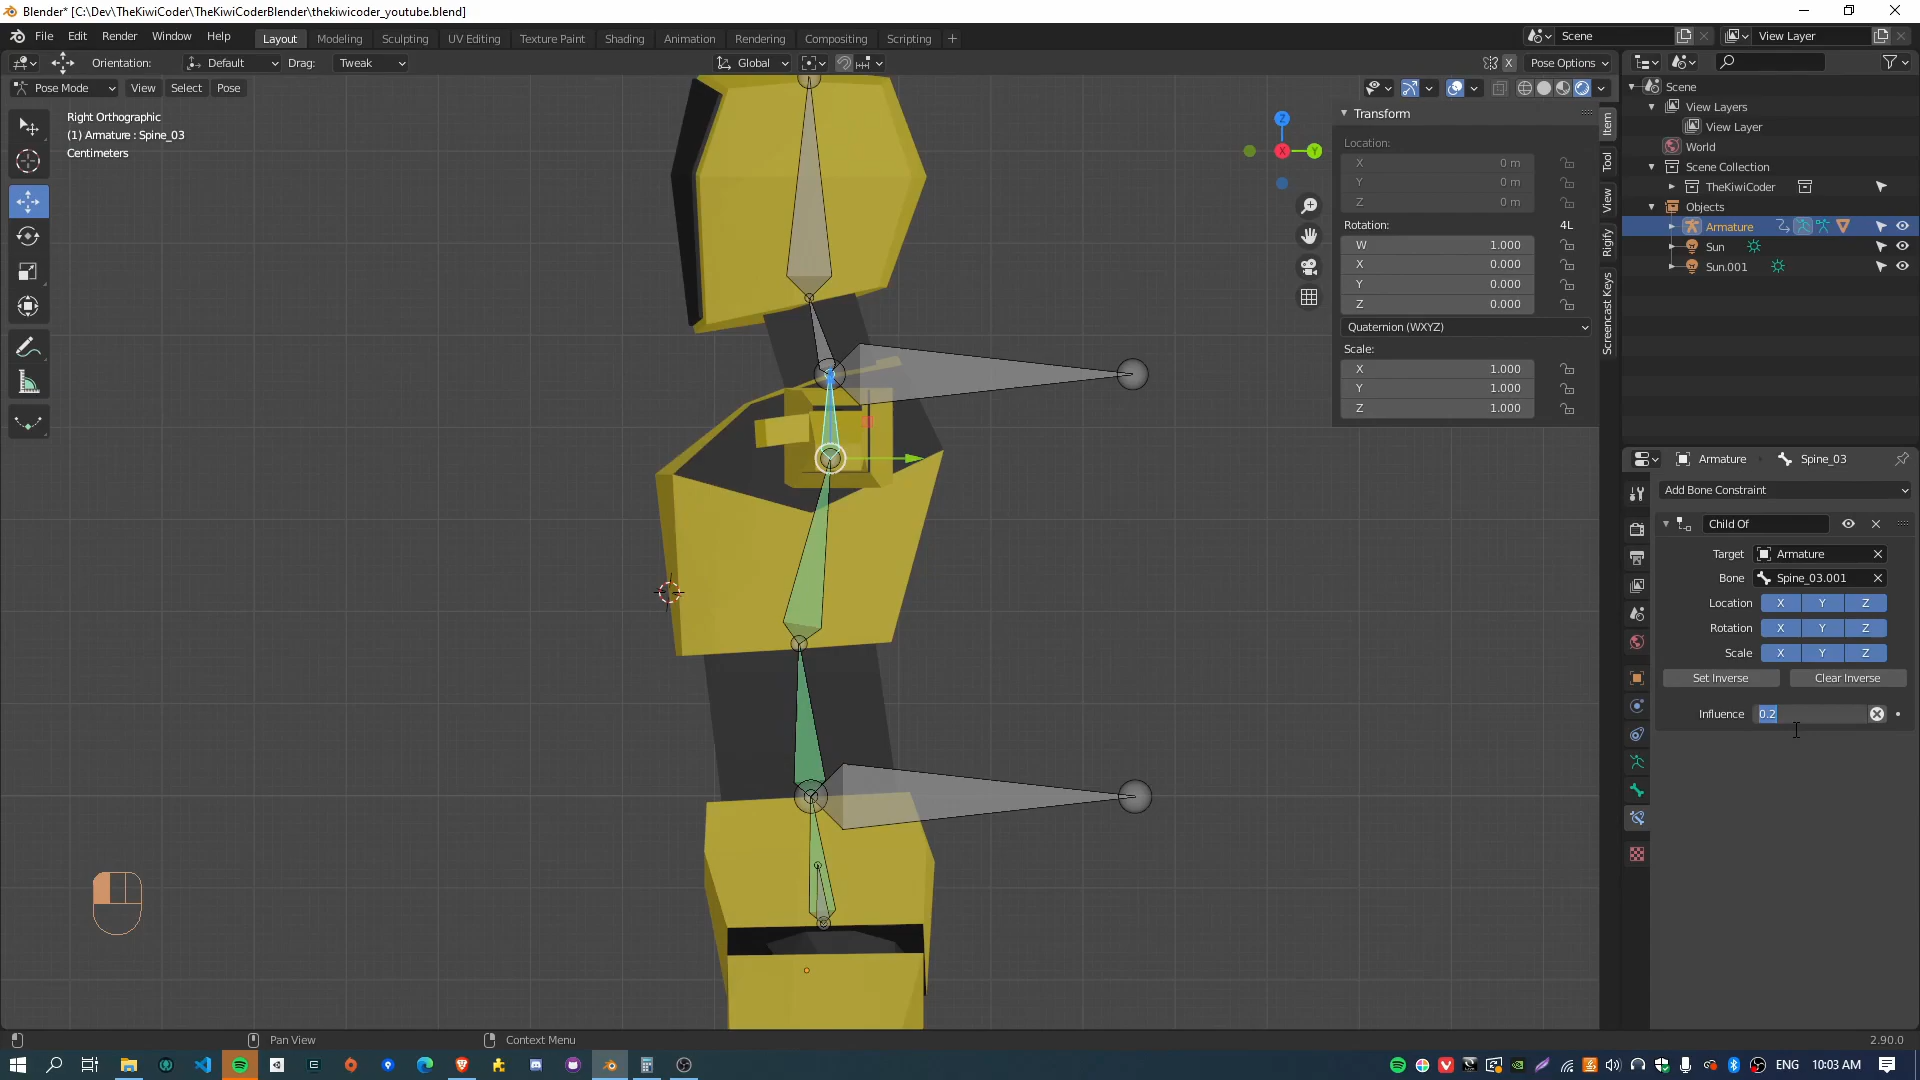 Blender* [C:\Dev\TheKiwiCoder\TheKiwiCoderBlender\thekiwicoder_youtube.blend]
File Edit Render Window Help
Layout Modeling Sculpting UV Editing Texture Paint Shading Animation Rendering Compositing Scripting +
Scene
View Layer
Orientation: Default Drag: Tweak
Global
X Pose Options
Pose Mode View Select Pose
Right Orthographic
(1) Armature : Spine_03
Centimeters
Z
X
Y
Transform
Location:
X 0 m
Y 0 m
Z 0 m
Rotation: 4L
W 1.000
X 0.000
Y 0.000
Z 0.000
Quaternion (WXYZ)
Scale:
X 1.000
Y 1.000
Z 1.000
Item
Tool
View
Rigify
Screencast Keys
Scene
View Layers
View Layer
World
Scene Collection
TheKiwiCoder
Objects
Armature
Sun
Sun.001
Armature Spine_03
Add Bone Constraint
Child Of
Target Armature
Bone Spine_03.001
Location X Y Z
Rotation X Y Z
Scale X Y Z
Set Inverse Clear Inverse
Influence 0.2
Pan View
Context Menu
2.90.0
ENG 10:03 AM